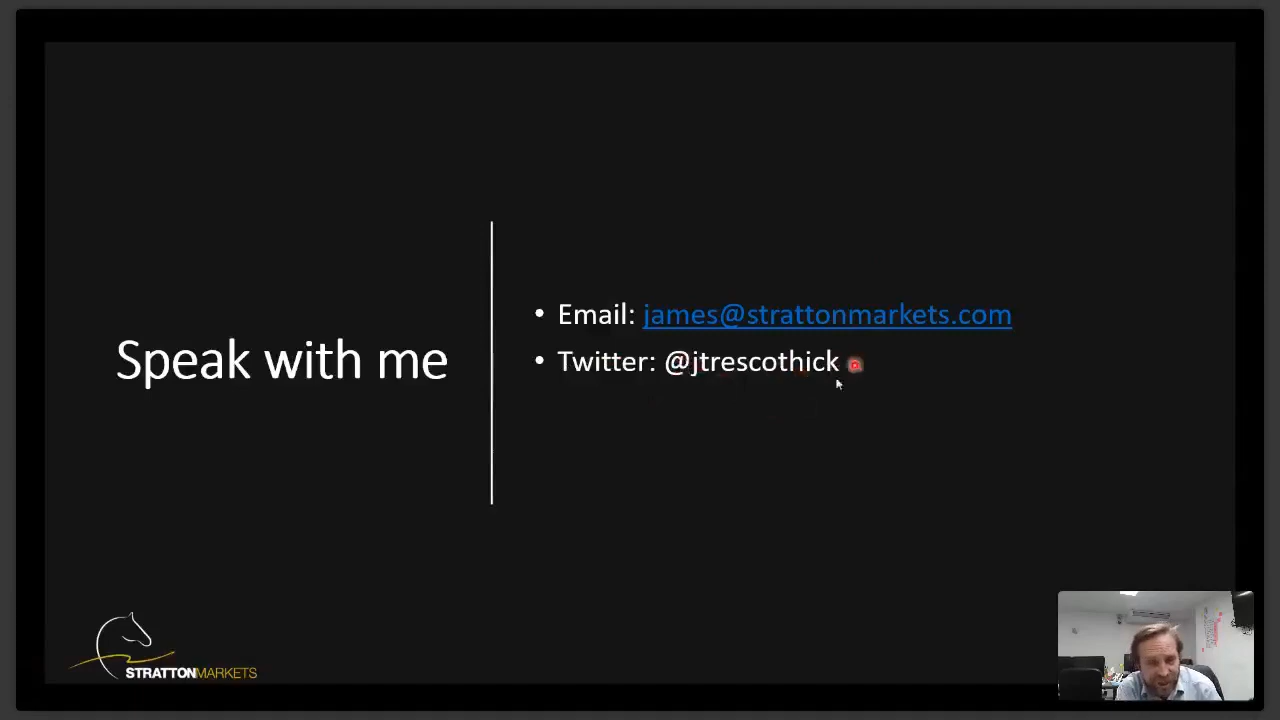 Speak with me
• Email: james@strattonmarkets.com
• Twitter: @jtrescothick
STRATTONMARKETS